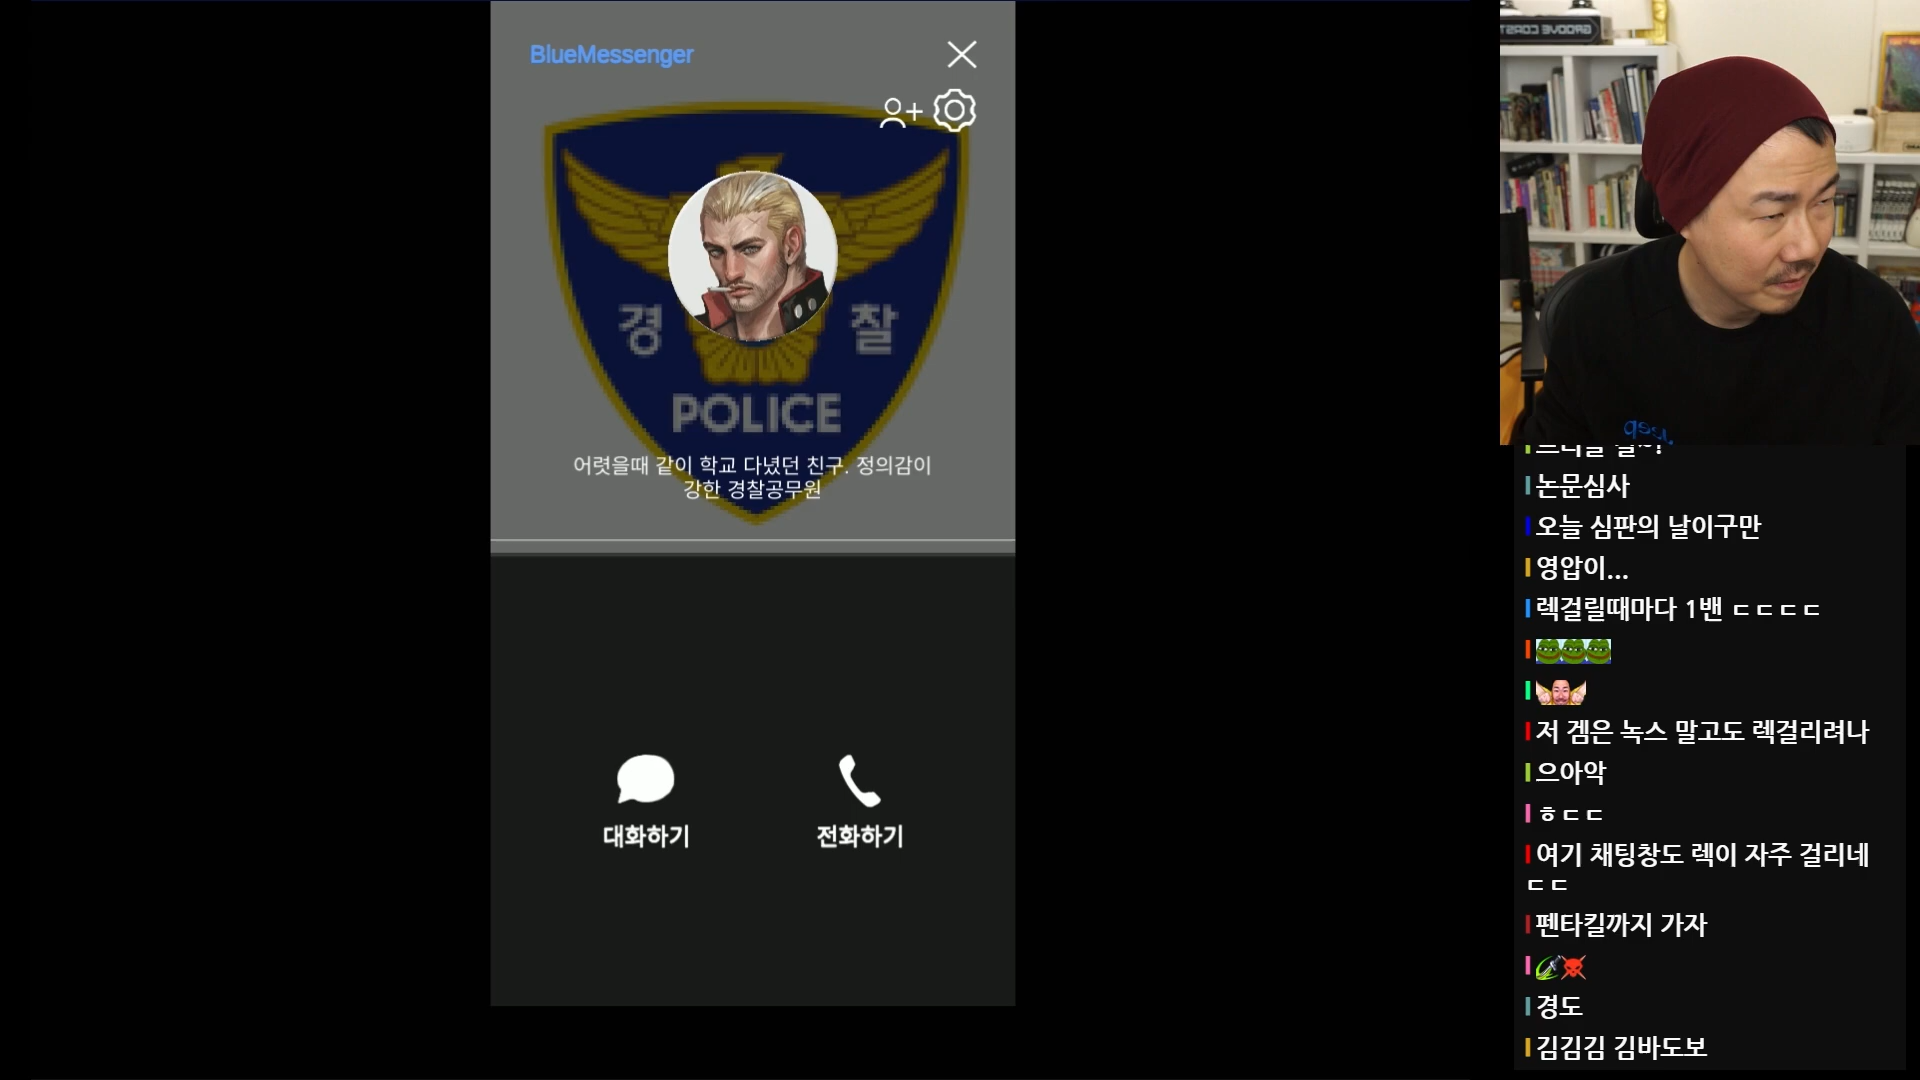 BlueMessenger
경 찰
POLICE
어렷을때 같이 학교 다녔던 친구. 정의감이
강한 경찰공무원
대화하기
전화하기
GROOVE COAST
논문심사
오늘 심판의 날이구만
영압이...
렉걸릴때마다 1밴 ㄷㄷㄷㄷ
저 겜은 녹스 말고도 렉걸리려나
으아악
ㅎㄷㄷ
여기 채팅창도 렉이 자주 걸리네
ㄷㄷ
펜타킬까지 가자
경도
김김김 김바도보